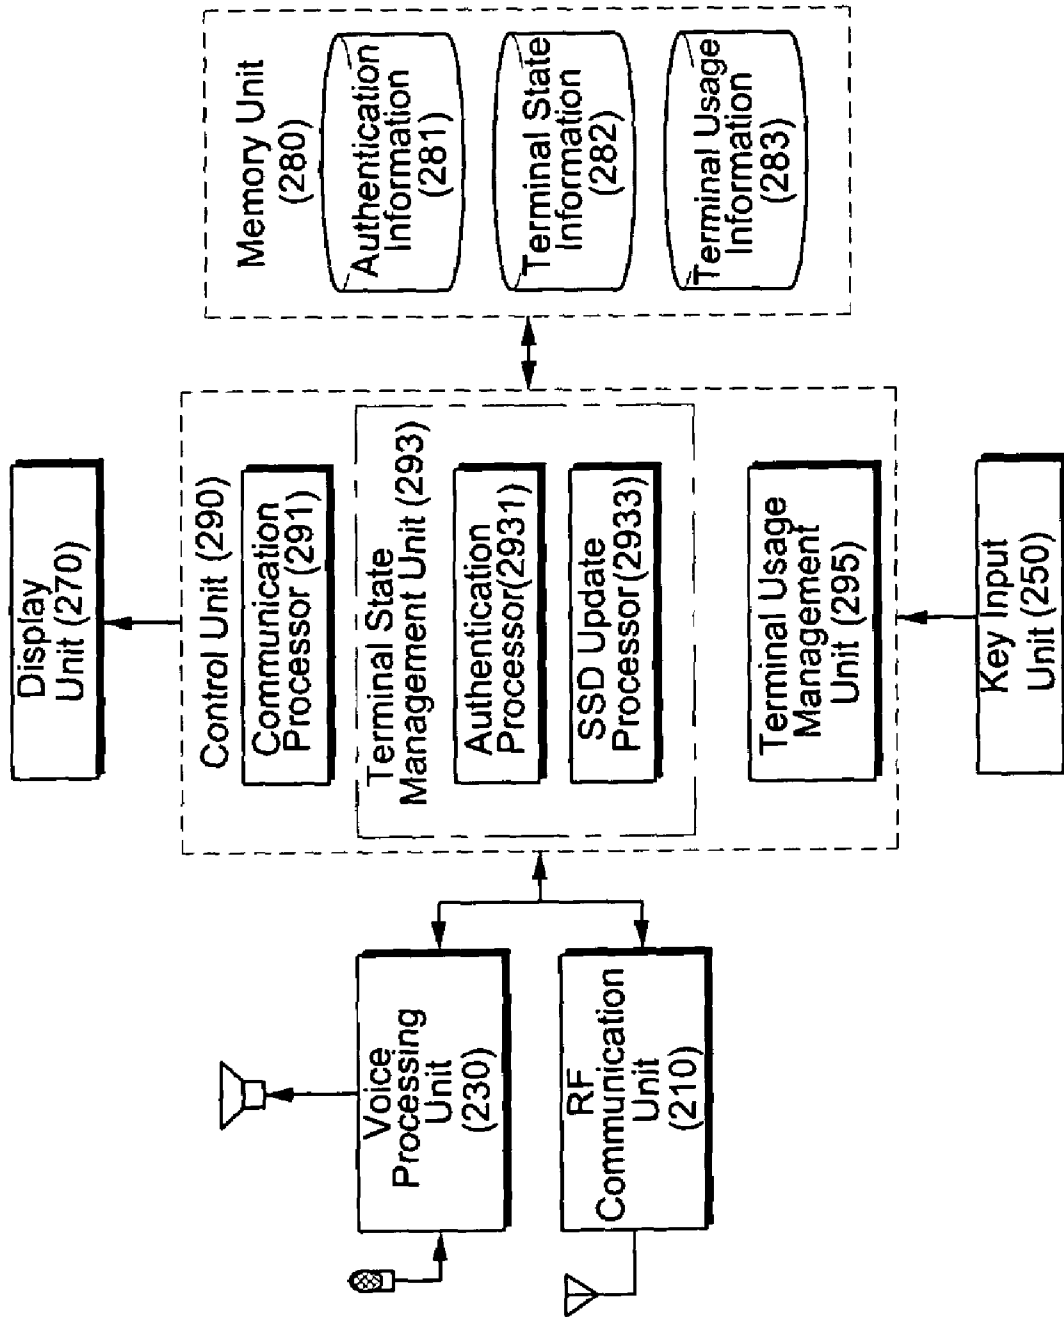 Display
Unit (270)
Control Unit (290)
Communication
Processor (291)
Terminal State
Management Unit (293)
Authentication
Processor(2931)
SSD Update
Processor(2933)
Terminal Usage
Management
Unit (295)
Key Input
Unit (250)
Voice
Processing
Unit
(230)
RF
Communication
Unit
(210)
Memory Unit
(280)
Authentication
Information
(281)
Terminal State
Information
(282)
Terminal Usage
Information
(283)